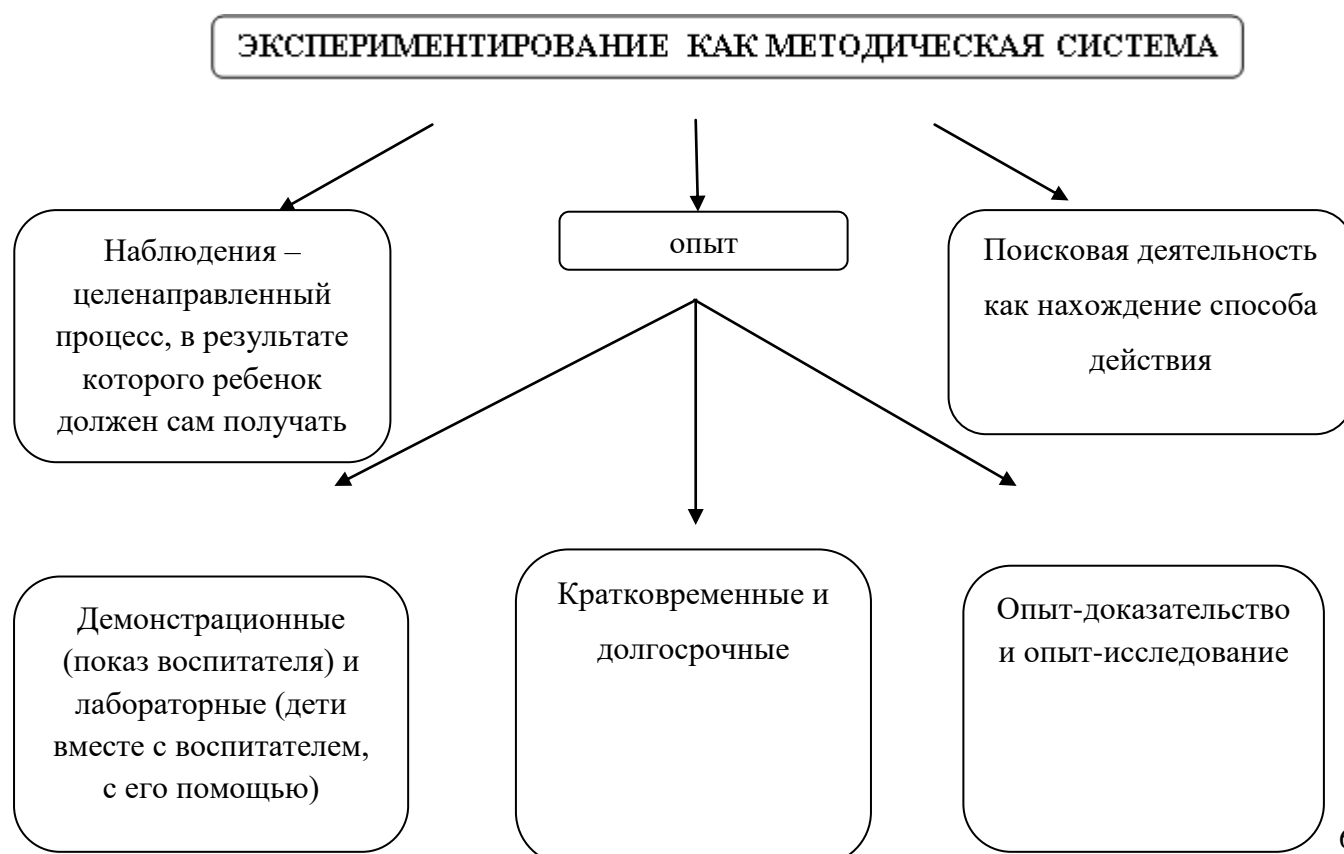 ЭКСПЕРИМЕНТИРОВАНИЕ КАК МЕТОДИЧЕСКАЯ СИСТЕМА
Наблюдения –
целенаправленный
процесс, в результате
которого ребенок
должен сам получать
опыт
Поисковая деятельность
как нахождение способа
действия
Демонстрационные
(показ воспитателя) и
лабораторные (дети
вместе с воспитателем,
с его помощью)
Кратковременные и
долгосрочные
Опыт-доказательство
и опыт-исследование